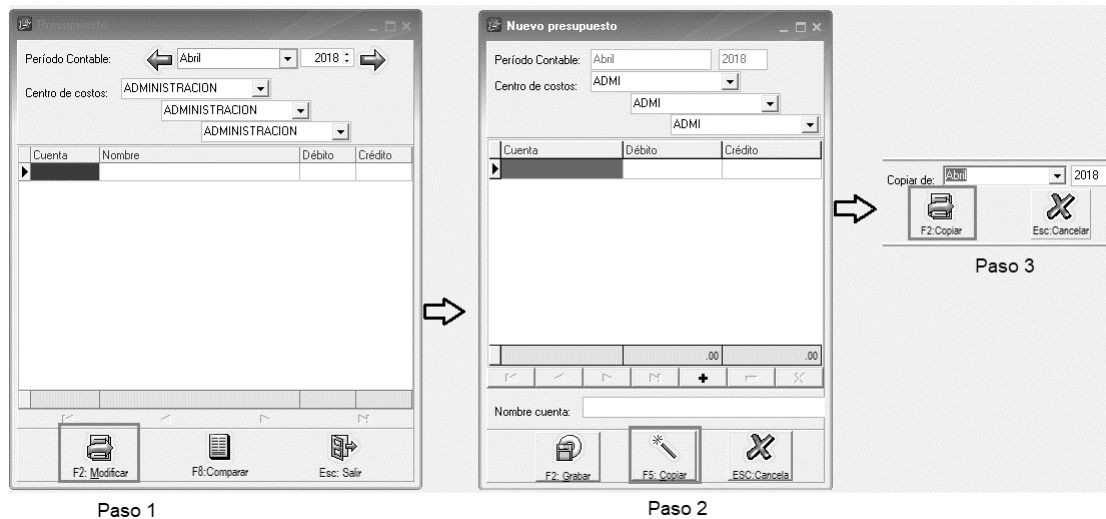 Presupuesto
Período Contable: Abril 2018
Centro de costos: ADMINISTRACION
ADMINISTRACION
ADMINISTRACION
Cuenta Nombre Débito Crédito
F2: Modificar F8:Comparar Esc: Salir
Paso 1
Nuevo presupuesto
Período Contable: Abril 2018
Centro de costos: ADMI
ADMI
ADMI
Cuenta Débito Crédito
.00 .00
Nombre cuenta:
F2: Grabar F5: Copiar ESC:Cancela
Paso 2
Copiar de: Abril 2018
F2:Copiar Esc:Cancelar
Paso 3